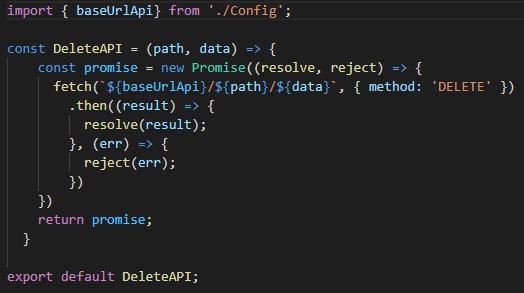 import { baseUrlApi} from './Config';
const DeleteAPI = (path, data) => {
const promise = new Promise((resolve, reject) => {
fetch(`${baseUrlApi}/${path}/${data}`, { method: 'DELETE' })
.then((result) => {
resolve(result);
}, (err) => {
reject(err);
})
})
return promise;
}
export default DeleteAPI;